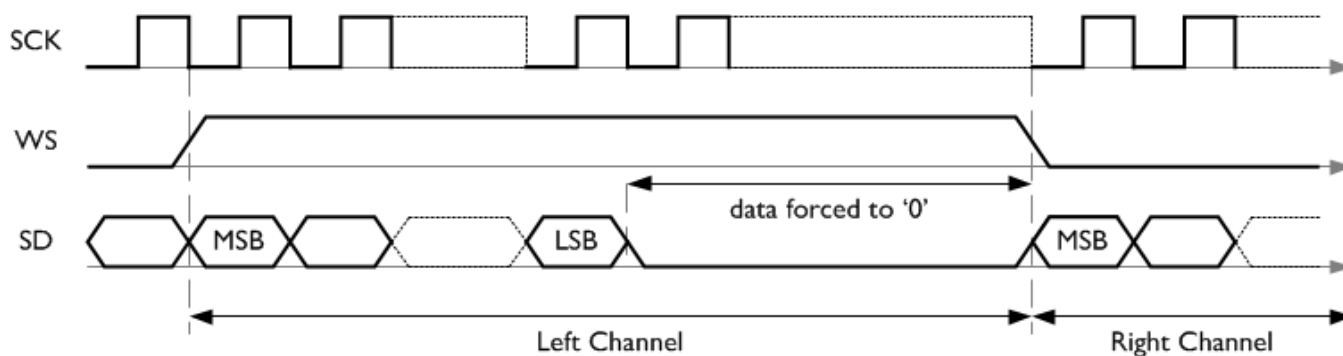 SCK
WS
data forced to ‘0’
SD
MSB
LSB
MSB
Left Channel
Right Channel